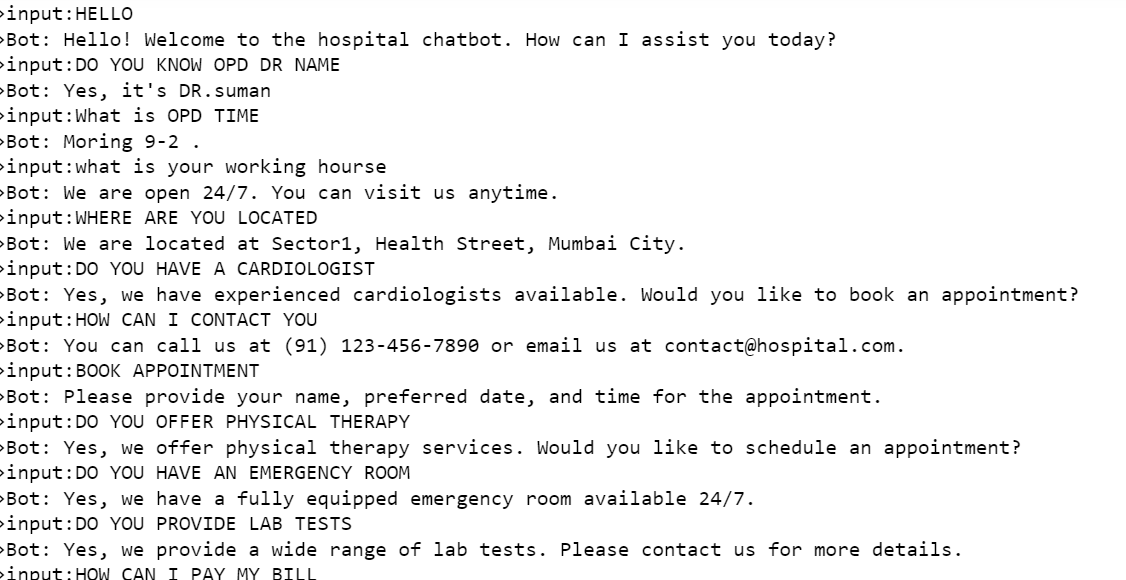 >input:HELLO
>Bot: Hello! Welcome to the hospital chatbot. How can I assist you today?
>input:DO YOU KNOW OPD DR NAME
>Bot: Yes, it's DR.suman
>input:What is OPD TIME
>Bot: Moring 9-2 .
>input:what is your working hourse
>Bot: We are open 24/7. You can visit us anytime.
>input:WHERE ARE YOU LOCATED
>Bot: We are located at Sector1, Health Street, Mumbai City.
>input:DO YOU HAVE A CARDIOLOGIST
>Bot: Yes, we have experienced cardiologists available. Would you like to book an appointment?
>input:HOW CAN I CONTACT YOU
>Bot: You can call us at (91) 123-456-7890 or email us at contact@hospital.com.
>input:BOOK APPOINTMENT
>Bot: Please provide your name, preferred date, and time for the appointment.
>input:DO YOU OFFER PHYSICAL THERAPY
>Bot: Yes, we offer physical therapy services. Would you like to schedule an appointment?
>input:DO YOU HAVE AN EMERGENCY ROOM
>Bot: Yes, we have a fully equipped emergency room available 24/7.
>input:DO YOU PROVIDE LAB TESTS
>Bot: Yes, we provide a wide range of lab tests. Please contact us for more details.
>input:HOW CAN I PAY MY BILL